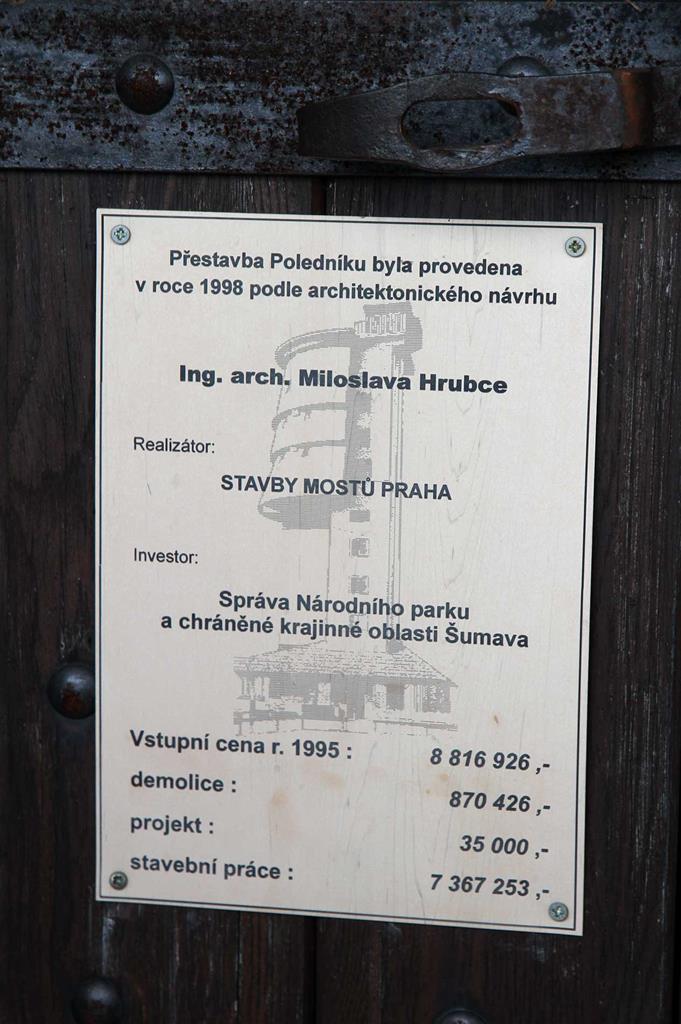 Přestavba Poledníku byla provedena
v roce 1998 podle architektonického návrhu
Ing. arch. Miloslava Hrubce
Realizátor:
STAVBY MOSTŮ PRAHA
Investor:
Správa Národního parku
a chráněné krajinné oblasti Šumava
Vstupní cena r. 1995 : 8 816 926 ,-
demolice : 870 426 ,-
projekt : 35 000 ,-
stavební práce : 7 367 253 ,-